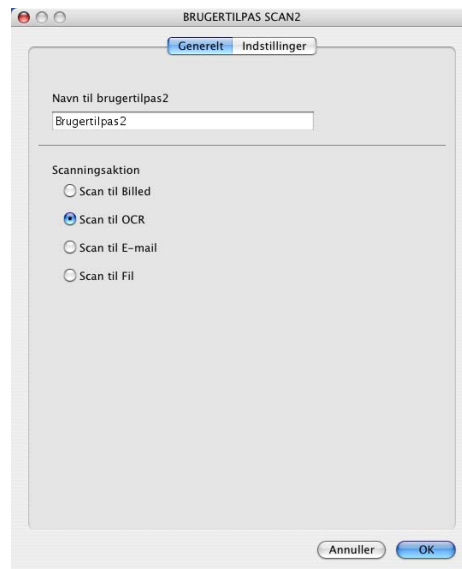 BRUGERTILPAS SCAN2
Generelt Indstillinger
Navn til brugertilpas2
Brugertilpas2
Scanningsaktion
Scan til Billed
Scan til OCR
Scan til E-mail
Scan til Fil
Annuller OK